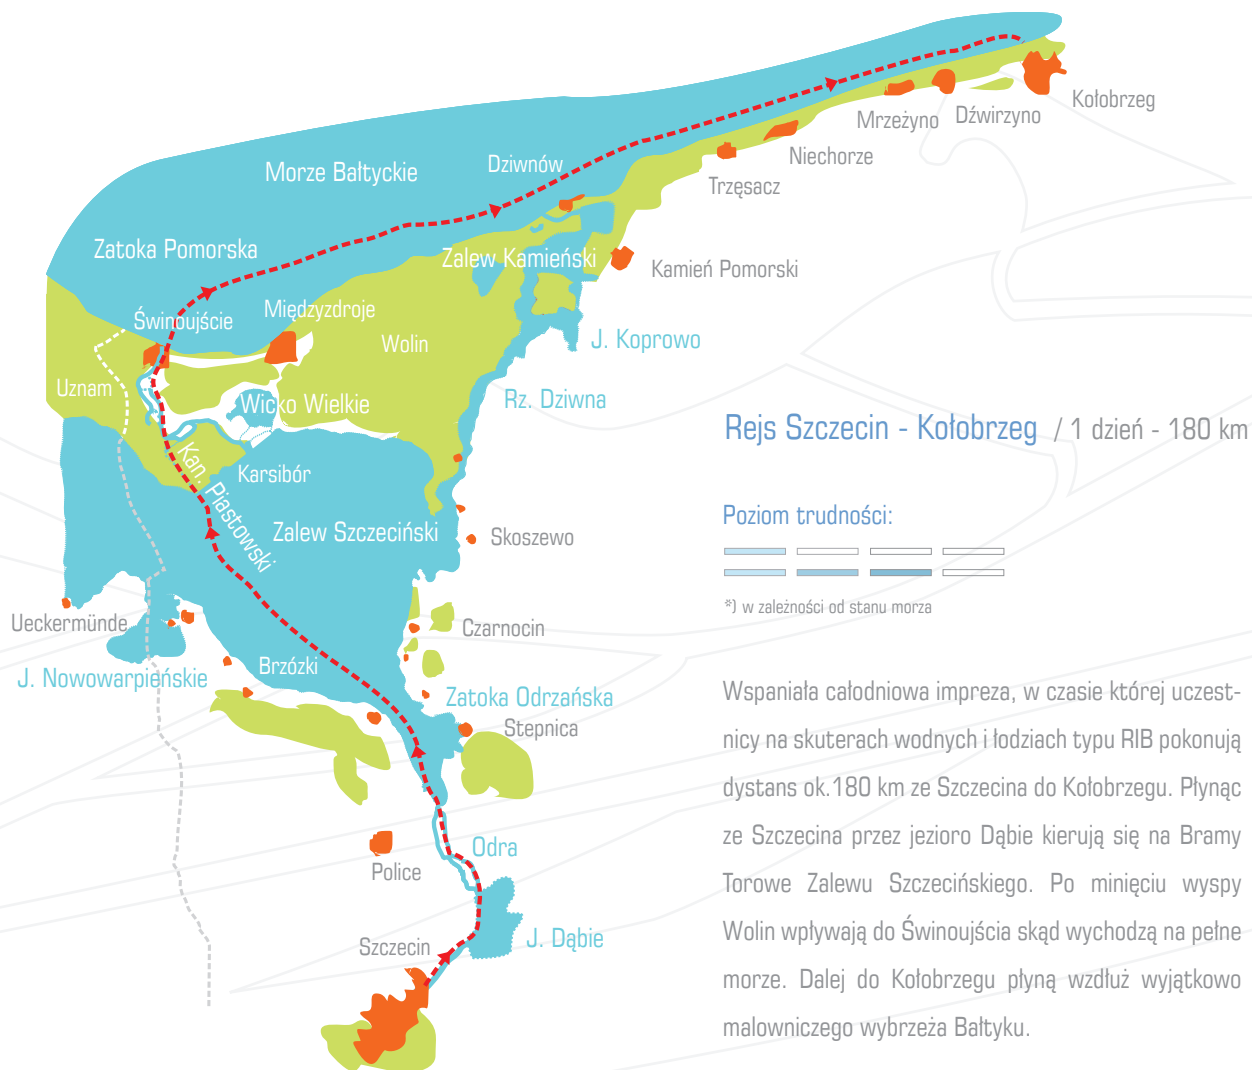 Kołobrzeg
Mrzeżyno
Dźwirzyno
Niechorze
Trzęsacz
Dziwnów
Morze Bałtyckie
Zatoka Pomorska
Zalew Kamieński
Kamień Pomorski
Świnoujście
Międzyzdroje
Wolin
J. Koprowo
Uznam
Wicko Wielkie
Rz. Dziwna
Rejs Szczecin - Kołobrzeg / 1 dzień - 180 km
Karsibór
Kan. Piastowski
Zalew Szczeciński
Skoszewo
Poziom trudności:
*) w zależności od stanu morza
Ueckermünde
Czarnocin
J. Nowowarpieńskie
Brzózki
Zatoka Odrzańska
Stepnica
Odra
Police
Szczecin
J. Dąbie
Wspaniała całodniowa impreza, w czasie której uczest-
nicy na skuterach wodnych i łodziach typu RIB pokonują
dystans ok.180 km ze Szczecina do Kołobrzegu. Płynąc
ze Szczecina przez jezioro Dąbie kierują się na Bramy
Torowe Zalewu Szczecińskiego. Po minięciu wyspy
Wolin wpływają do Świnoujścia skąd wychodzą na pełne
morze. Dalej do Kołobrzegu płyną wzdłuż wyjątkowo
malowniczego wybrzeża Bałtyku.